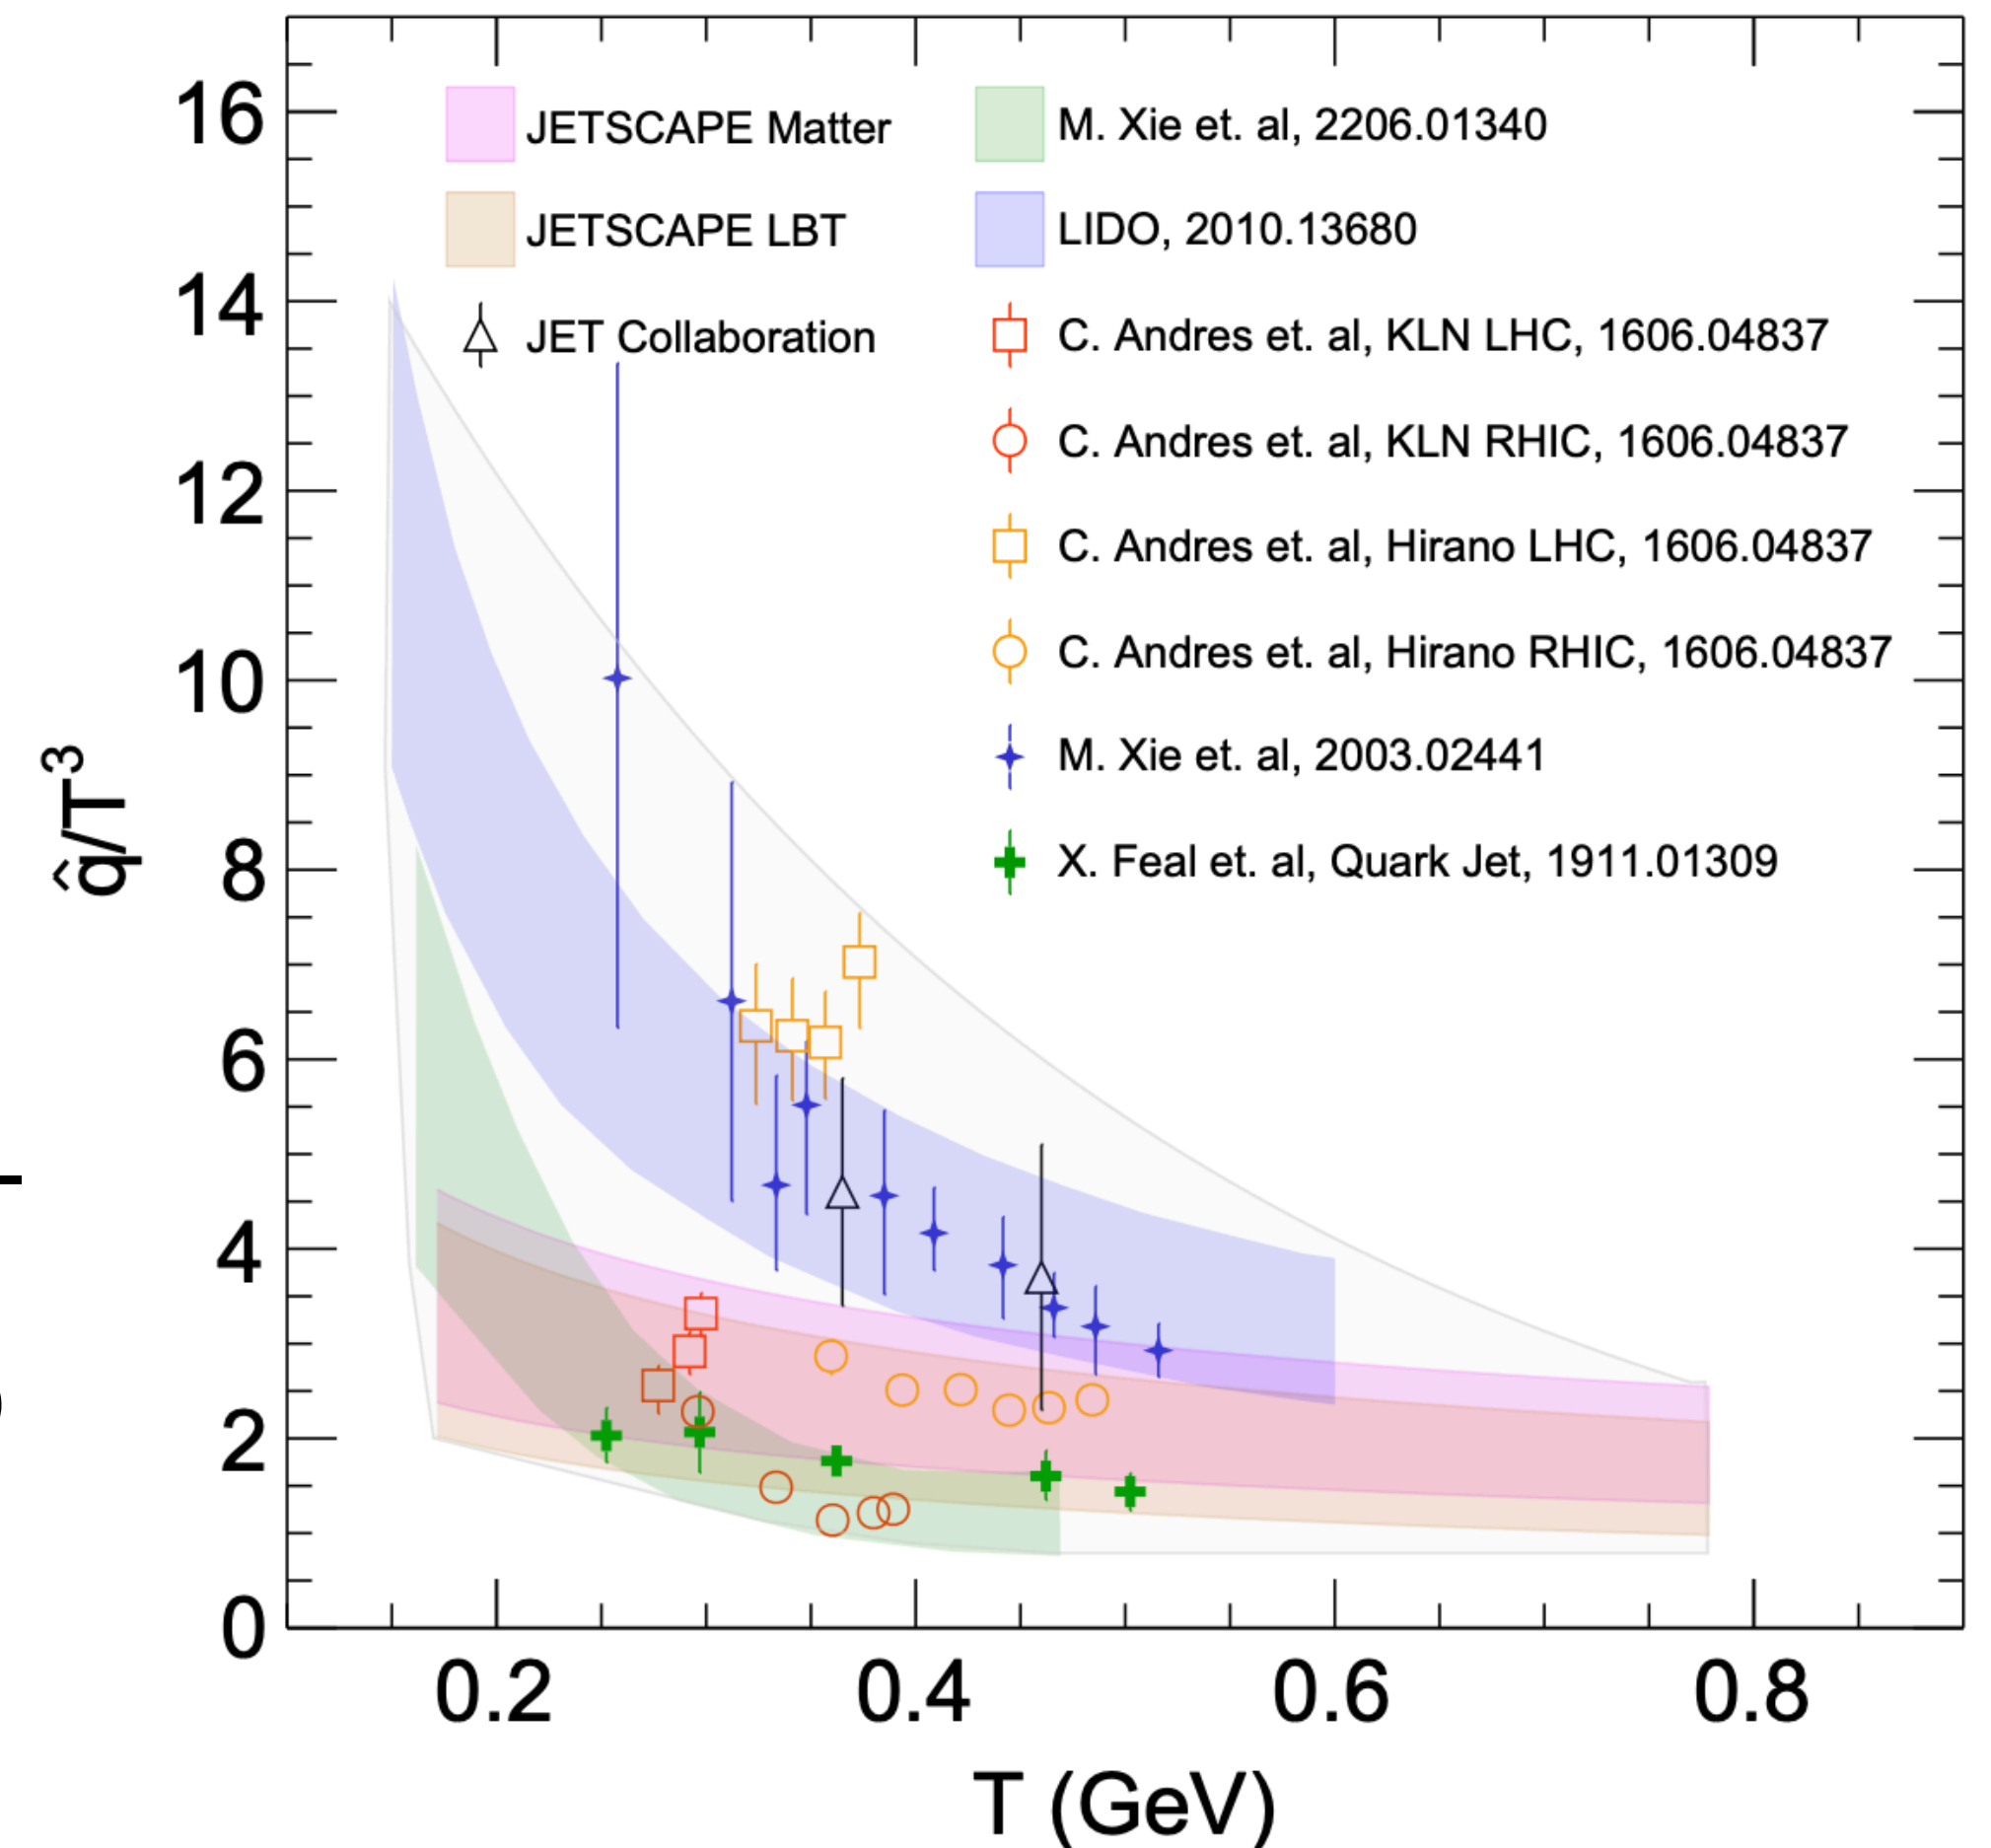 16
14
12
10
8
6
4
2
0
q̂/T³
JETSCAPE Matter
JETSCAPE LBT
JET Collaboration
M. Xie et. al, 2206.01340
LIDO, 2010.13680
C. Andres et. al, KLN LHC, 1606.04837
C. Andres et. al, KLN RHIC, 1606.04837
C. Andres et. al, Hirano LHC, 1606.04837
C. Andres et. al, Hirano RHIC, 1606.04837
M. Xie et. al, 2003.02441
X. Feal et. al, Quark Jet, 1911.01309
0.2 0.4 0.6 0.8
T (GeV)